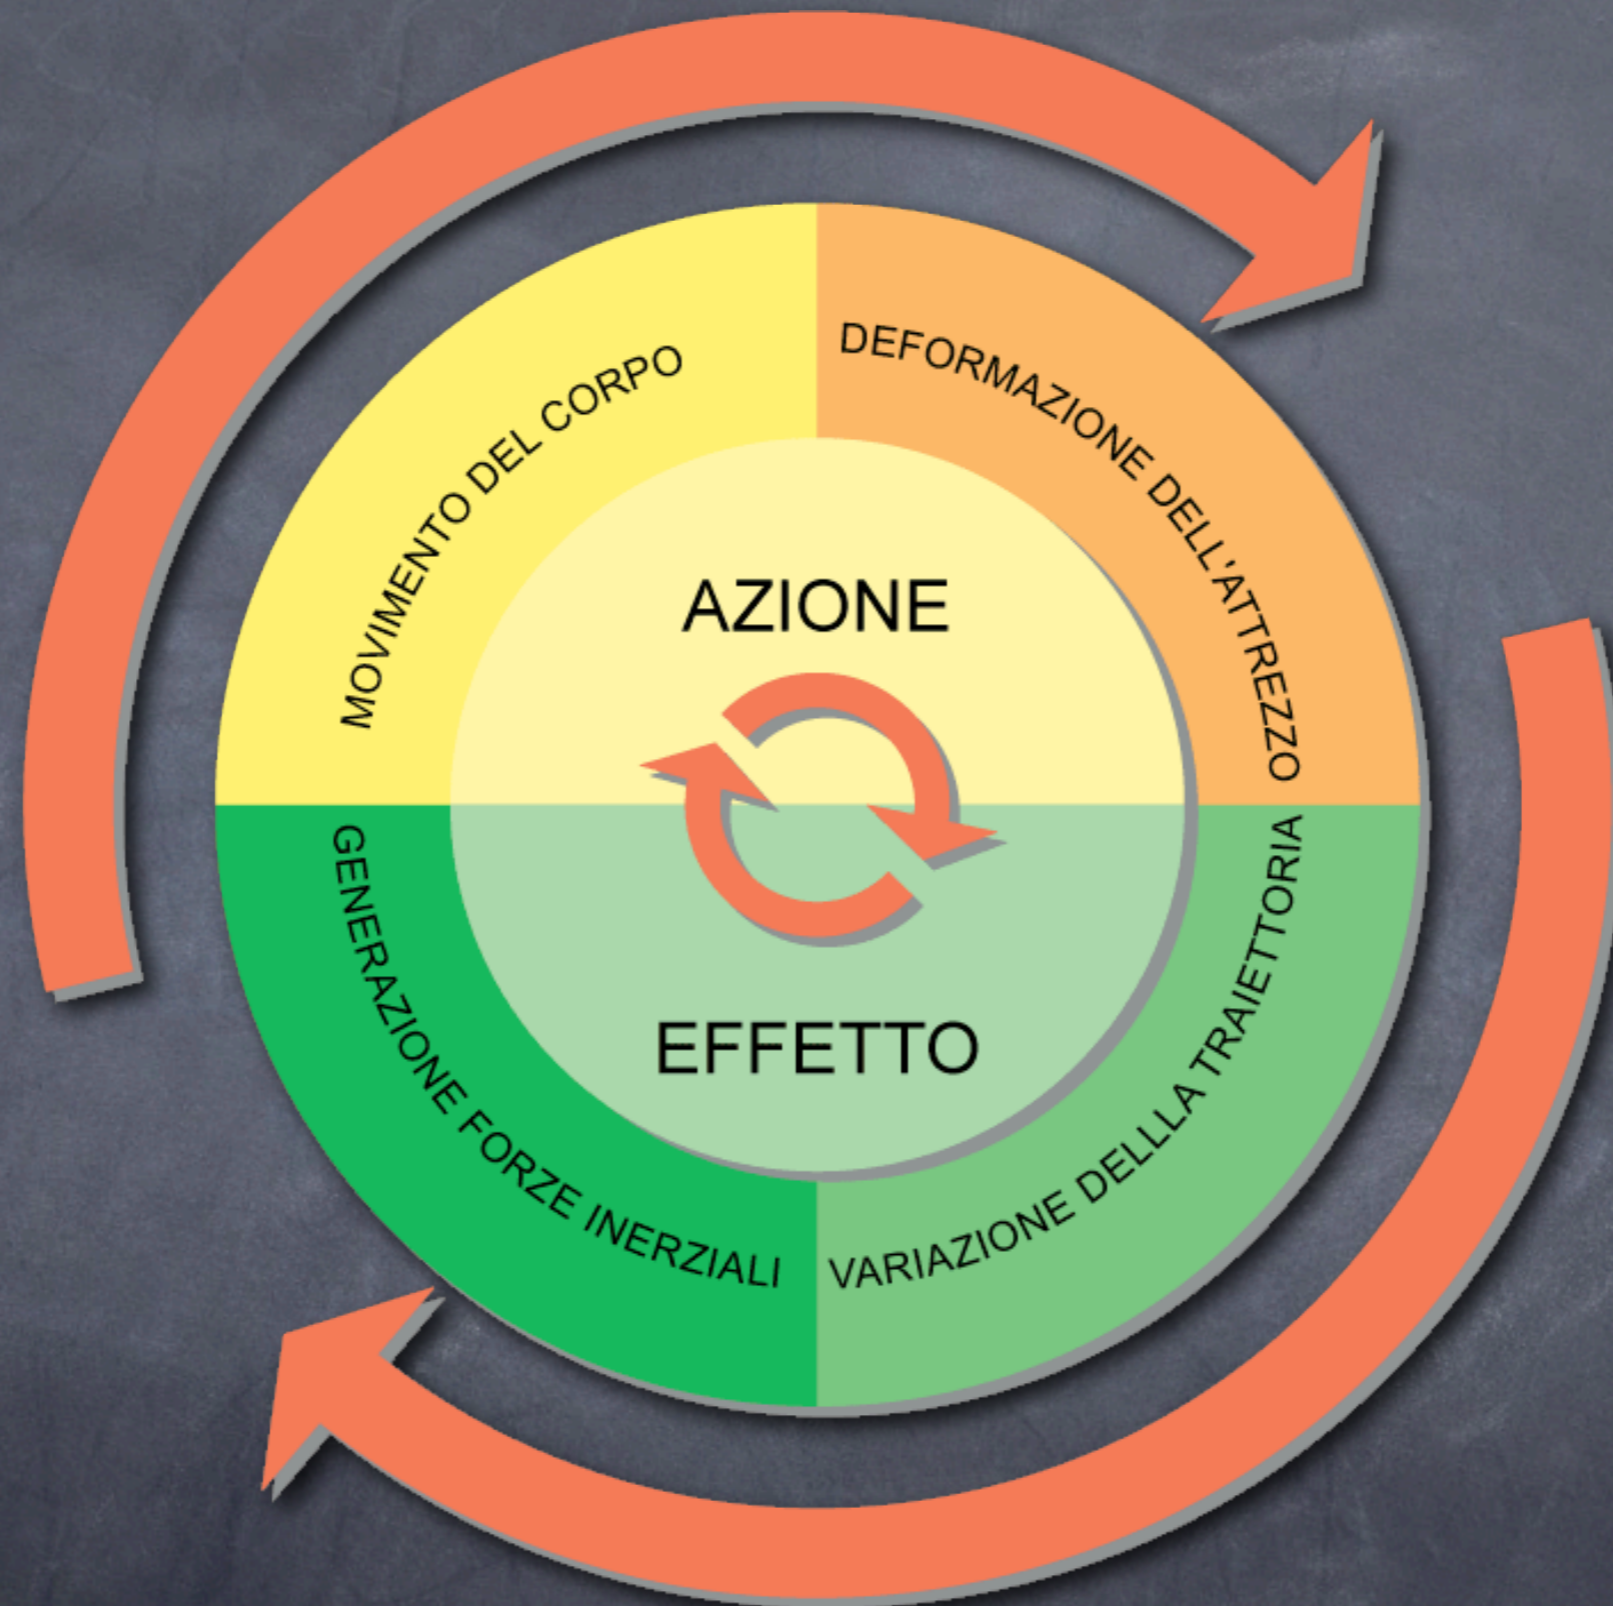 MOVIMENTO DEL CORPO
DEFORMAZIONE DELL'ATTREZZO
AZIONE
EFFETTO
GENERAZIONE FORZE INERZIALI
VARIAZIONE DELLLA TRAIETTORIA